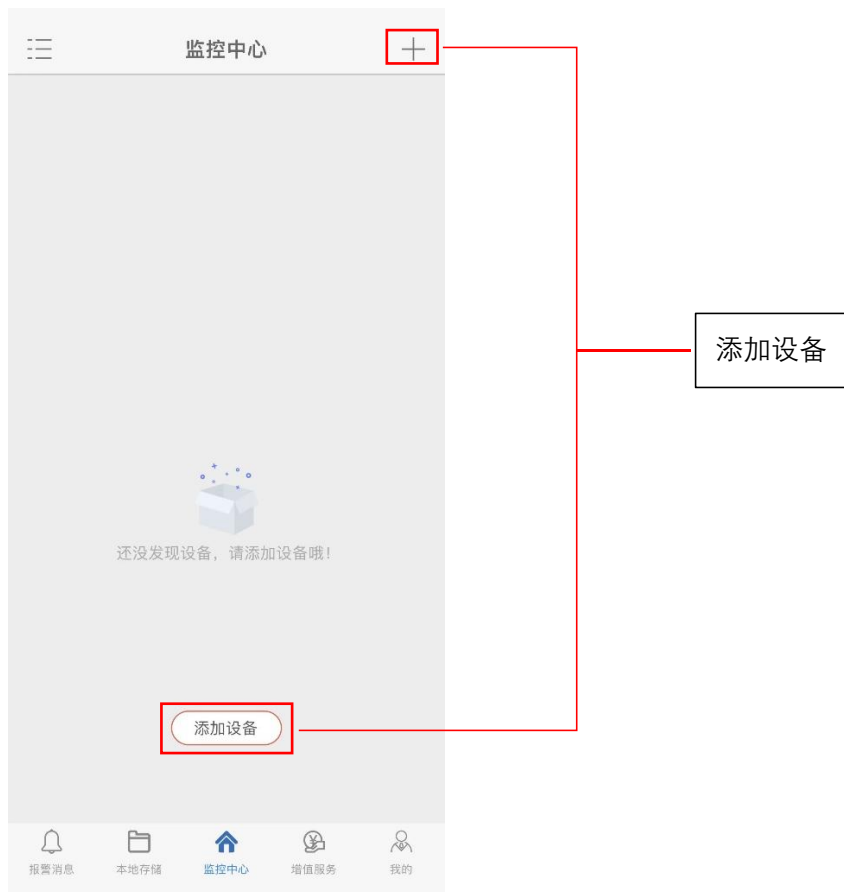 监控中心
添加设备
还没发现设备，请添加设备哦！
添加设备
报警消息
本地存储
监控中心
增值服务
我的